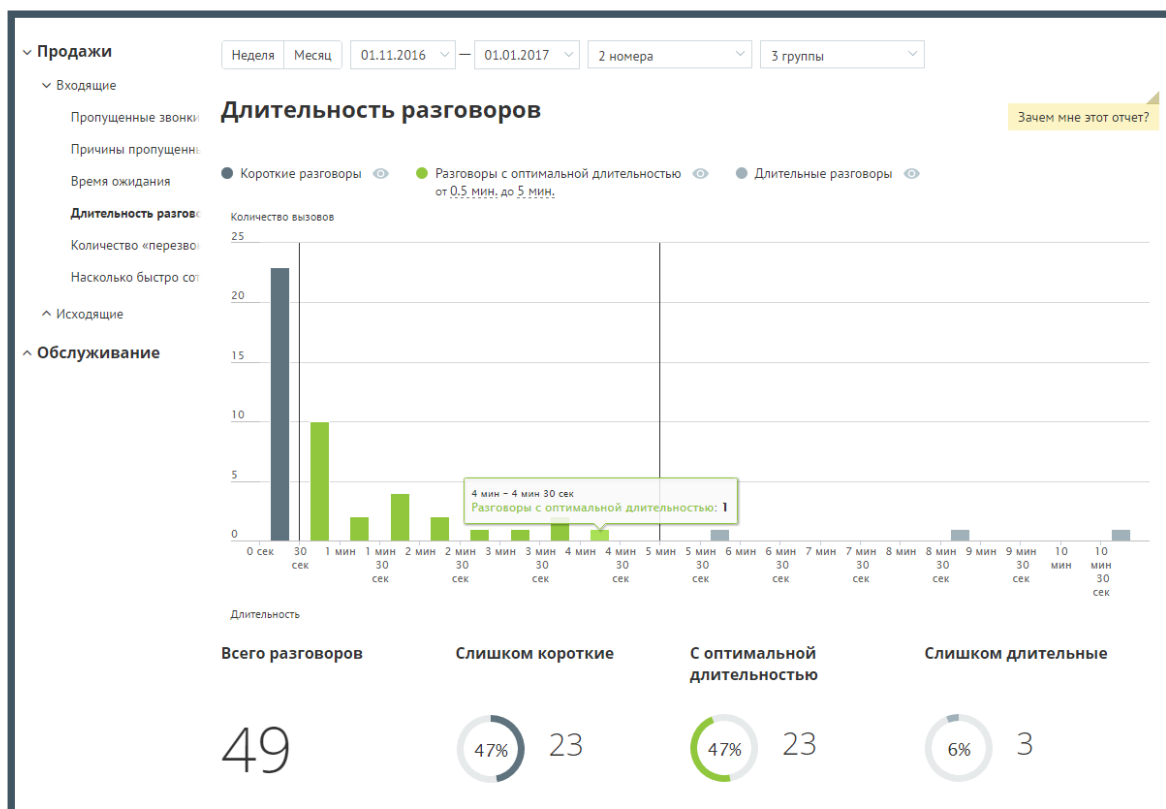 Продажи
Входящие
Пропущенные звонки
Причины пропущенн
Время ожидания
Длительность разгов
Количество «перезво
Насколько быстро сот
Исходящие
Обслуживание
Неделя Месяц 01.11.2016 — 01.01.2017 2 номера 3 группы
Длительность разговоров
Зачем мне этот отчет?
Короткие разговоры Разговоры с оптимальной длительностью Длительные разговоры
от 0.5 мин. до 5 мин.
Количество вызовов
25
20
15
10
5
0
4 мин – 4 мин 30 сек
Разговоры с оптимальной длительностью: 1
0 сек 30 1 мин 1 мин 2 мин 2 мин 3 мин 3 мин 4 мин 4 мин 5 мин 5 мин 6 мин 6 мин 7 мин 7 мин 8 мин 8 мин 9 мин 9 мин 10 10
сек 30 30 30 30 30 30 30 30 30 мин мин
сек сек сек сек сек сек сек сек сек 30
сек
Длительность
Всего разговоров
49
Слишком короткие
47% 23
С оптимальной
длительностью
47% 23
Слишком длительные
6% 3